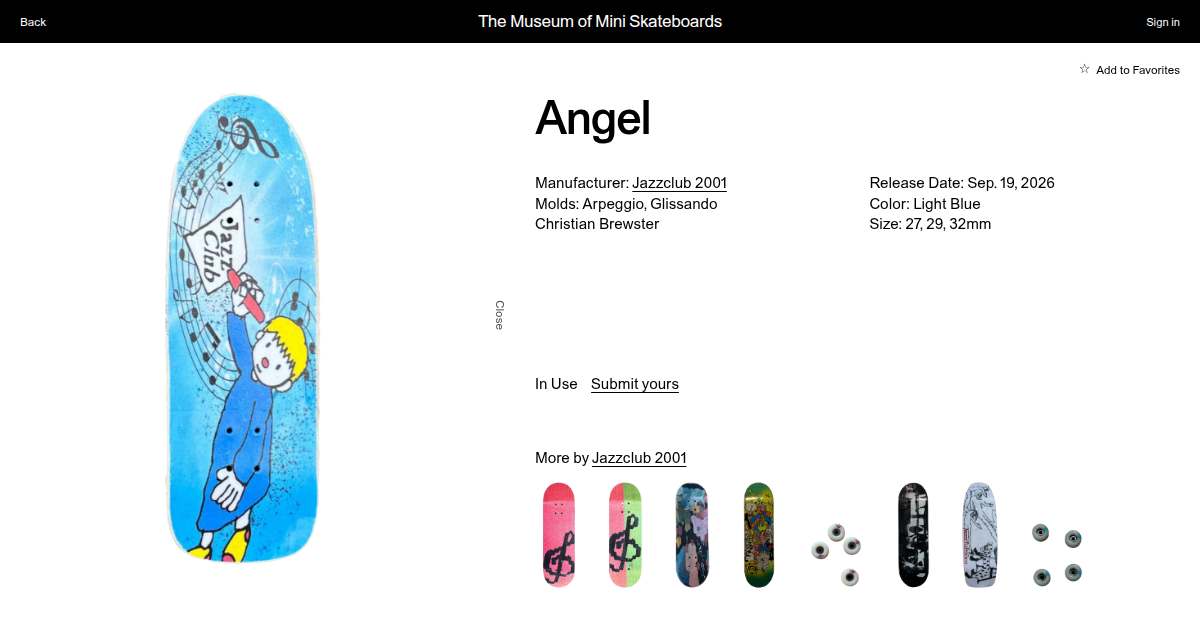 Back
The Museum of Mini Skateboards
Sign in
☆ Add to Favorites
Angel
Manufacturer: Jazzclub 2001
Molds: Arpeggio, Glissando
Christian Brewster
Release Date: Sep. 19, 2026
Color: Light Blue
Size: 27, 29, 32mm
Jazz
Club
Close
In Use Submit yours
More by Jazzclub 2001